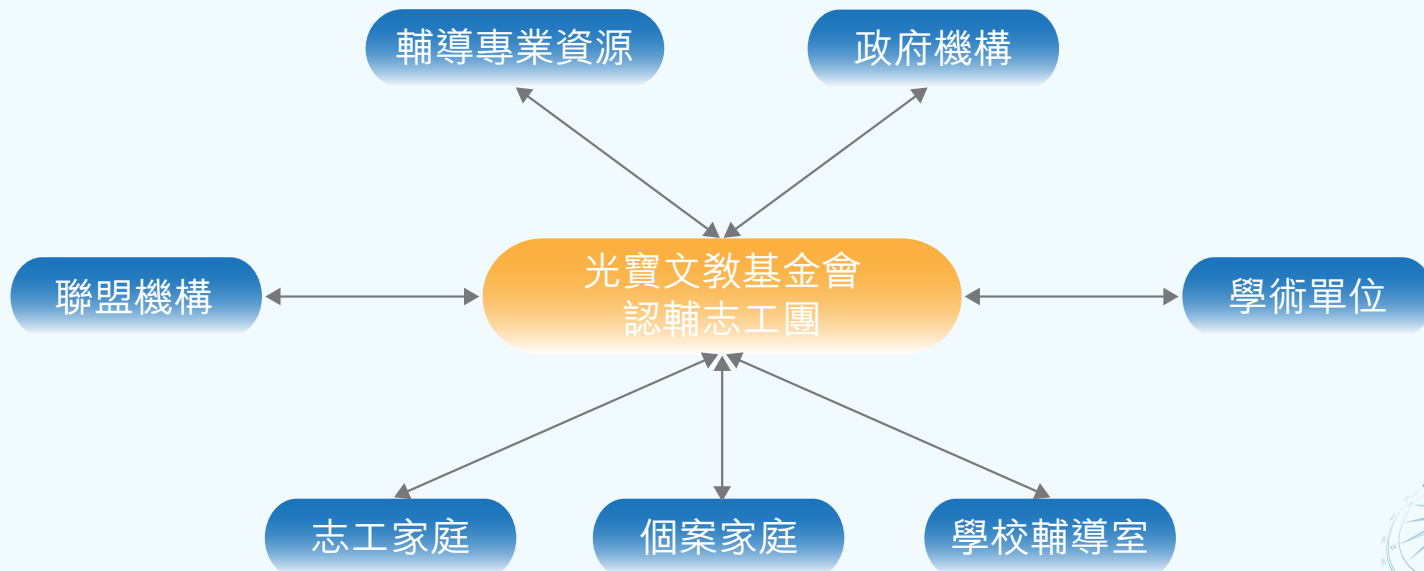 輔導專業資源
政府機構
聯盟機構
光寶文教基金會
認輔志工團
學術單位
志工家庭
個案家庭
學校輔導室